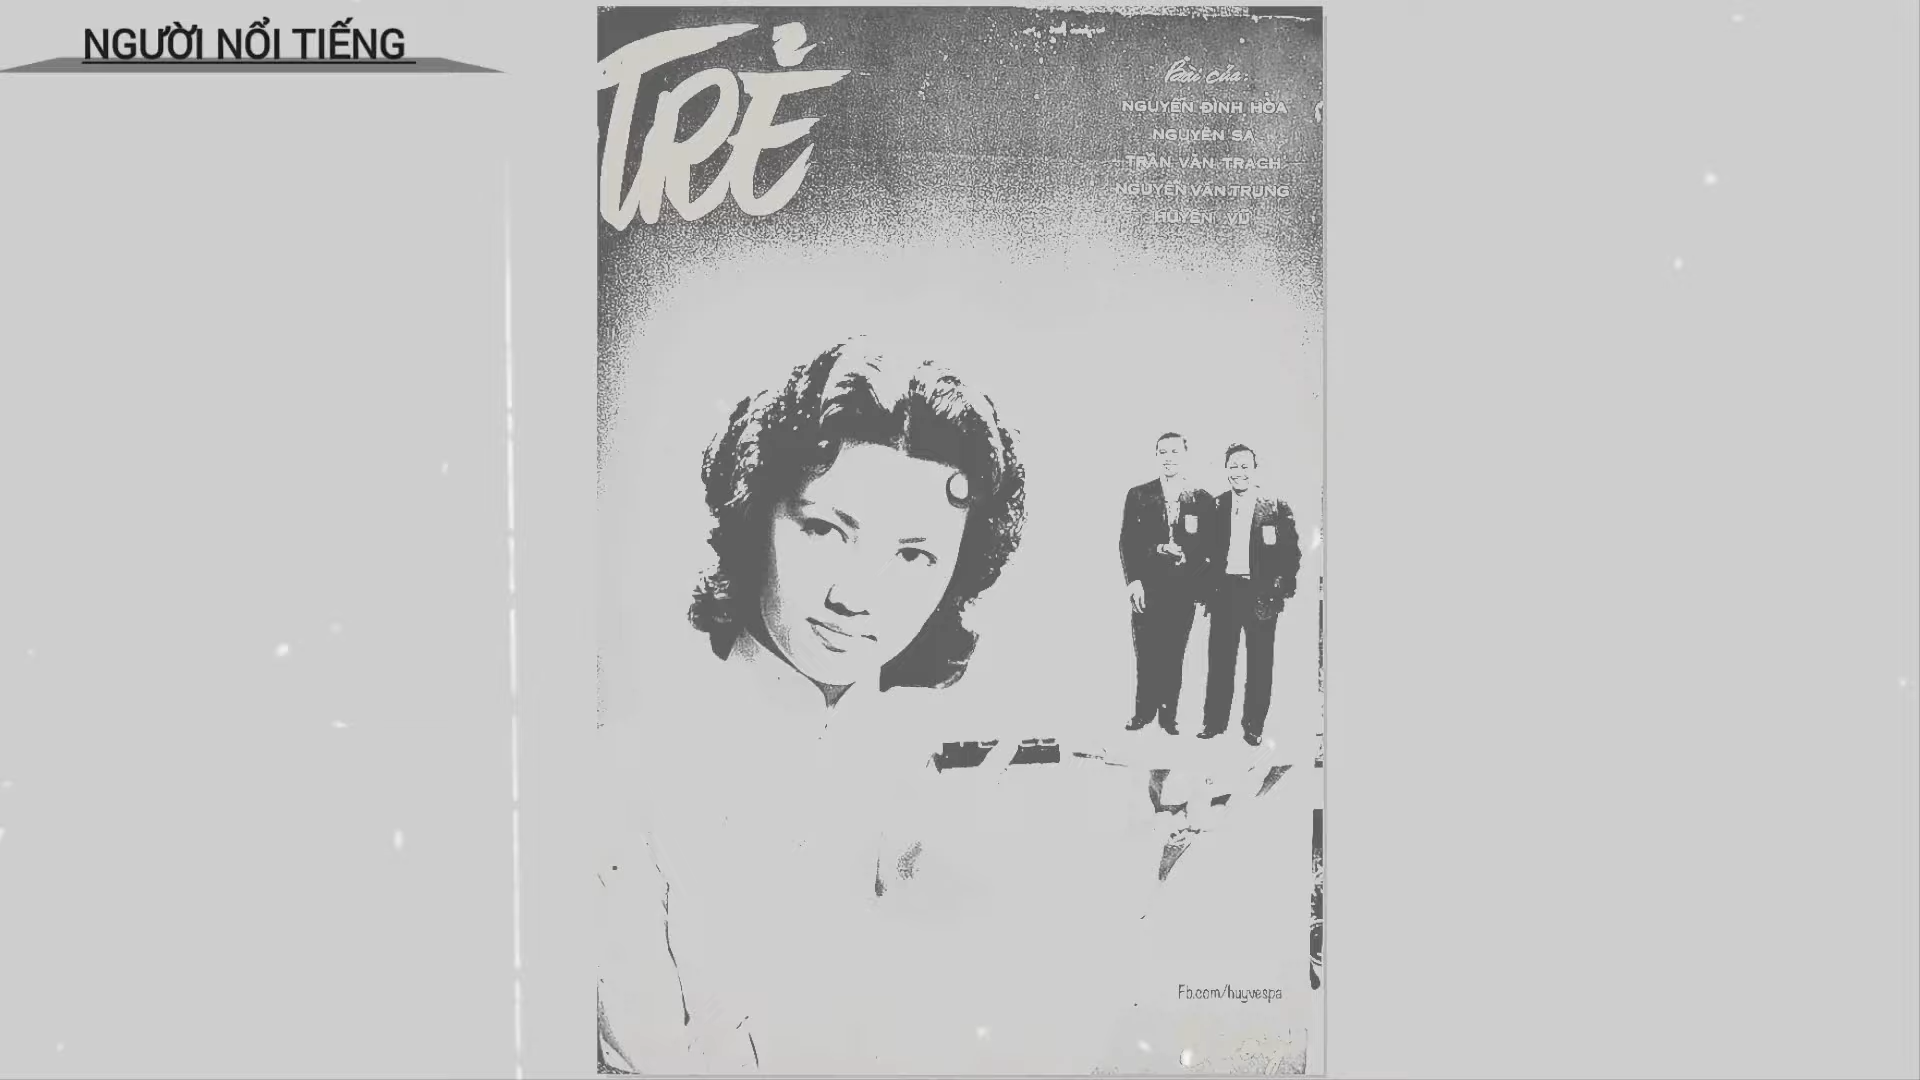 NGƯỜI NỔI TIẾNG
TRẺ
Bài của:
NGUYỄN ĐÌNH HÒA
NGUYÊN SA
TRẦN VĂN TRẠCH
NGUYỄN VĂN TRUNG
HUYỀN VŨ
Fb.com/huyvespa